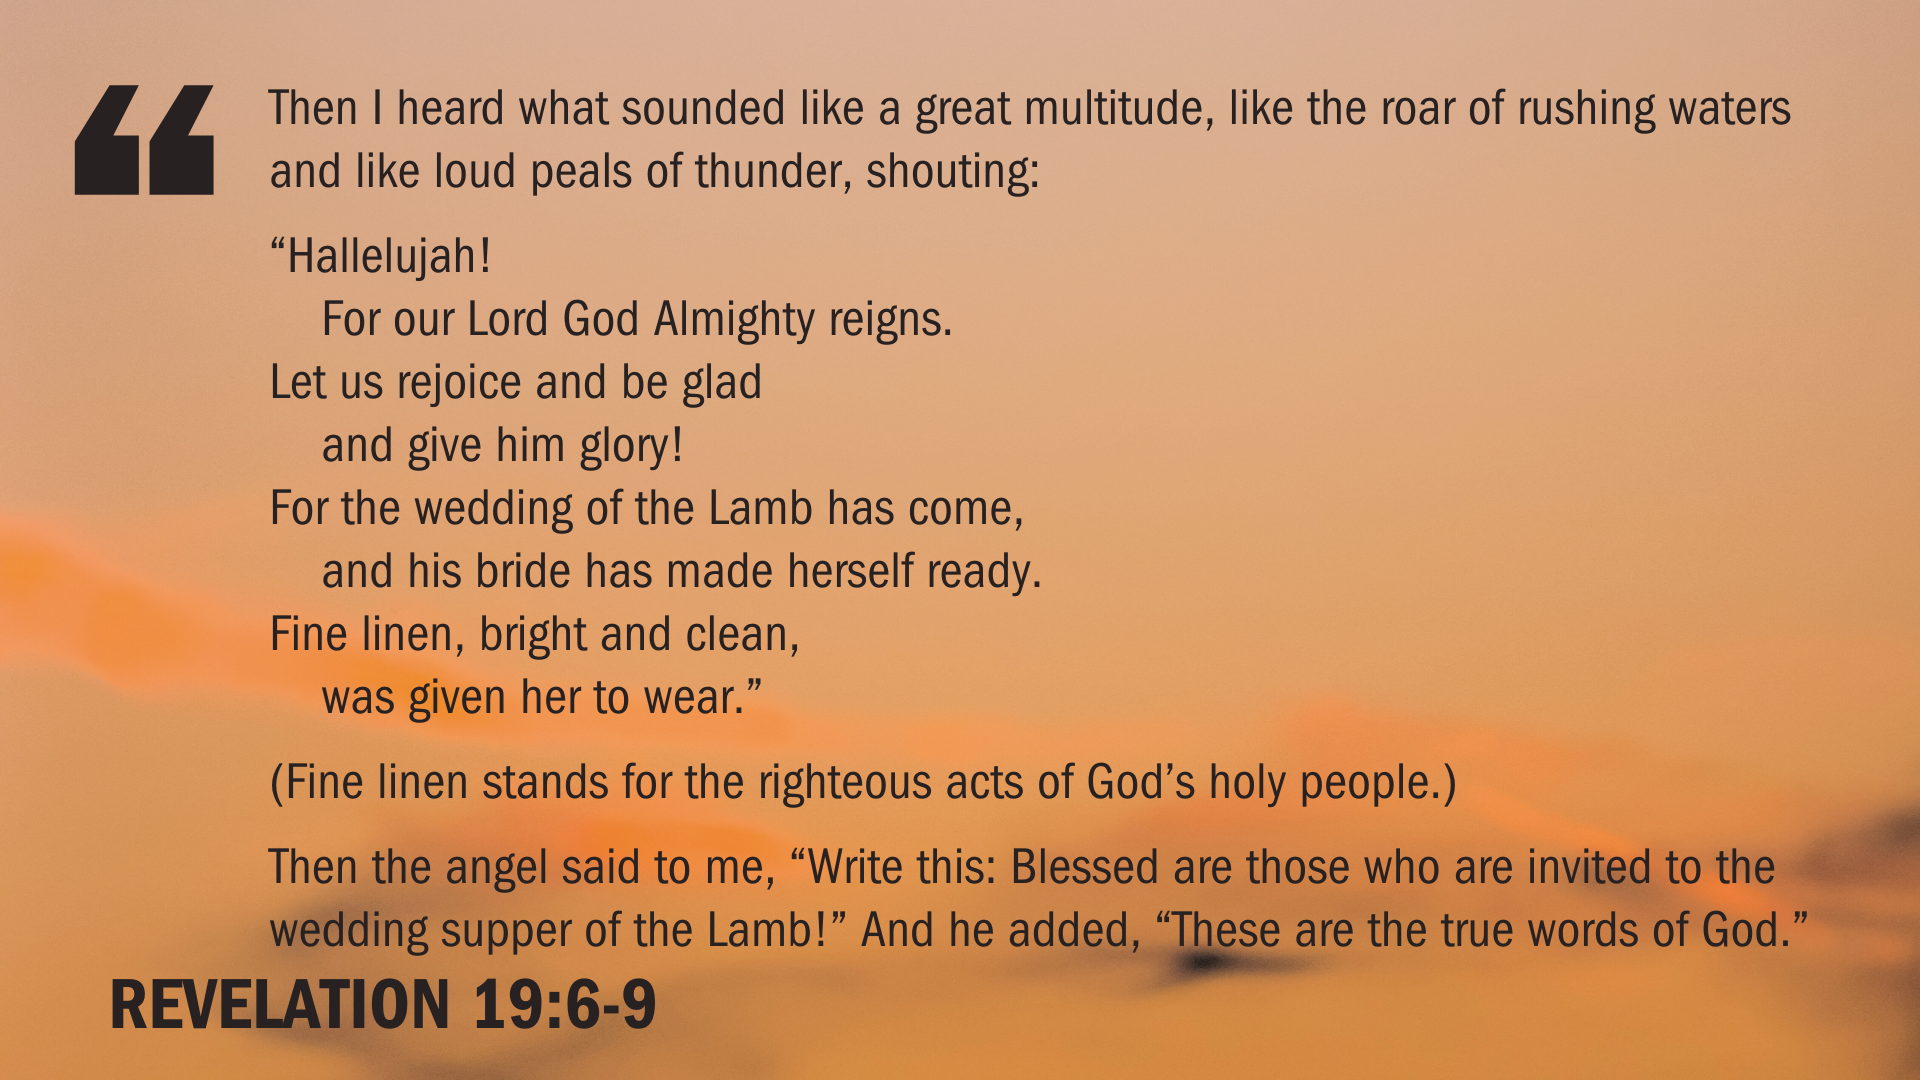 “
Then I heard what sounded like a great multitude, like the roar of rushing waters
and like loud peals of thunder, shouting:
“Hallelujah!
For our Lord God Almighty reigns.
Let us rejoice and be glad
and give him glory!
For the wedding of the Lamb has come,
and his bride has made herself ready.
Fine linen, bright and clean,
was given her to wear.”
(Fine linen stands for the righteous acts of God’s holy people.)
Then the angel said to me, “Write this: Blessed are those who are invited to the
wedding supper of the Lamb!” And he added, “These are the true words of God.”
REVELATION 19:6-9